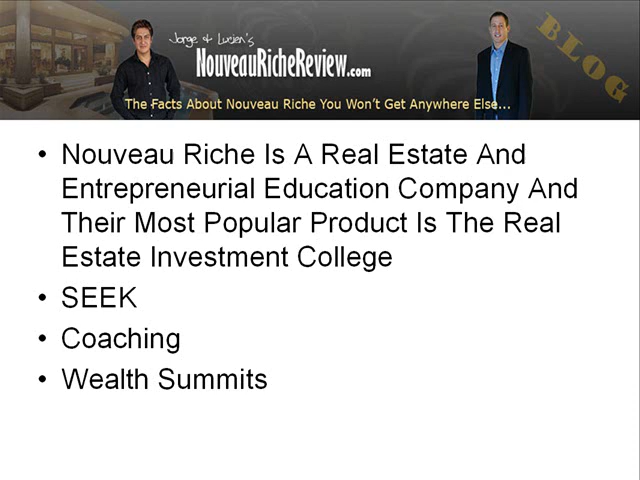 Jorge & Lucien's
NouveauRicheReview.com
BLOG
The Facts About Nouveau Riche You Won't Get Anywhere Else...
• Nouveau Riche Is A Real Estate And
Entrepreneurial Education Company And
Their Most Popular Product Is The Real
Estate Investment College
• SEEK
• Coaching
• Wealth Summits